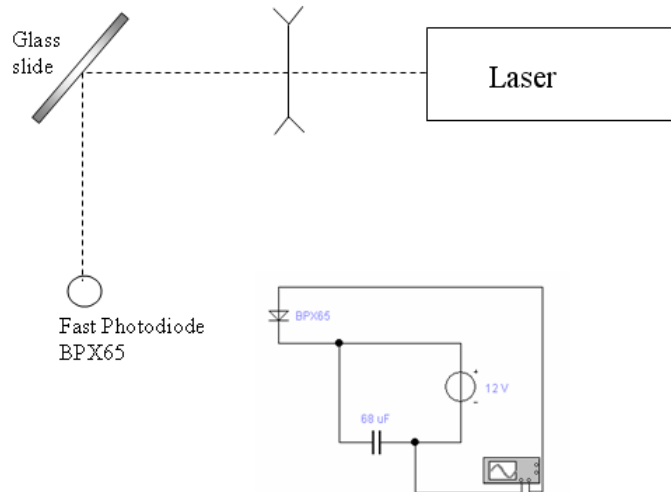 Glass
slide
Laser
Fast Photodiode
BPX65
BPX65
+
12 V
-
68 uF